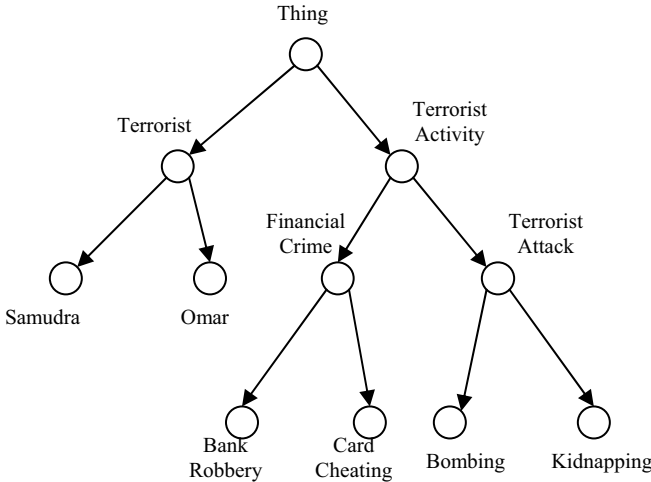 Thing
Terrorist
Terrorist
Activity
Financial
Crime
Terrorist
Attack
Samudra
Omar
Bank
Robbery
Card
Cheating
Bombing
Kidnapping